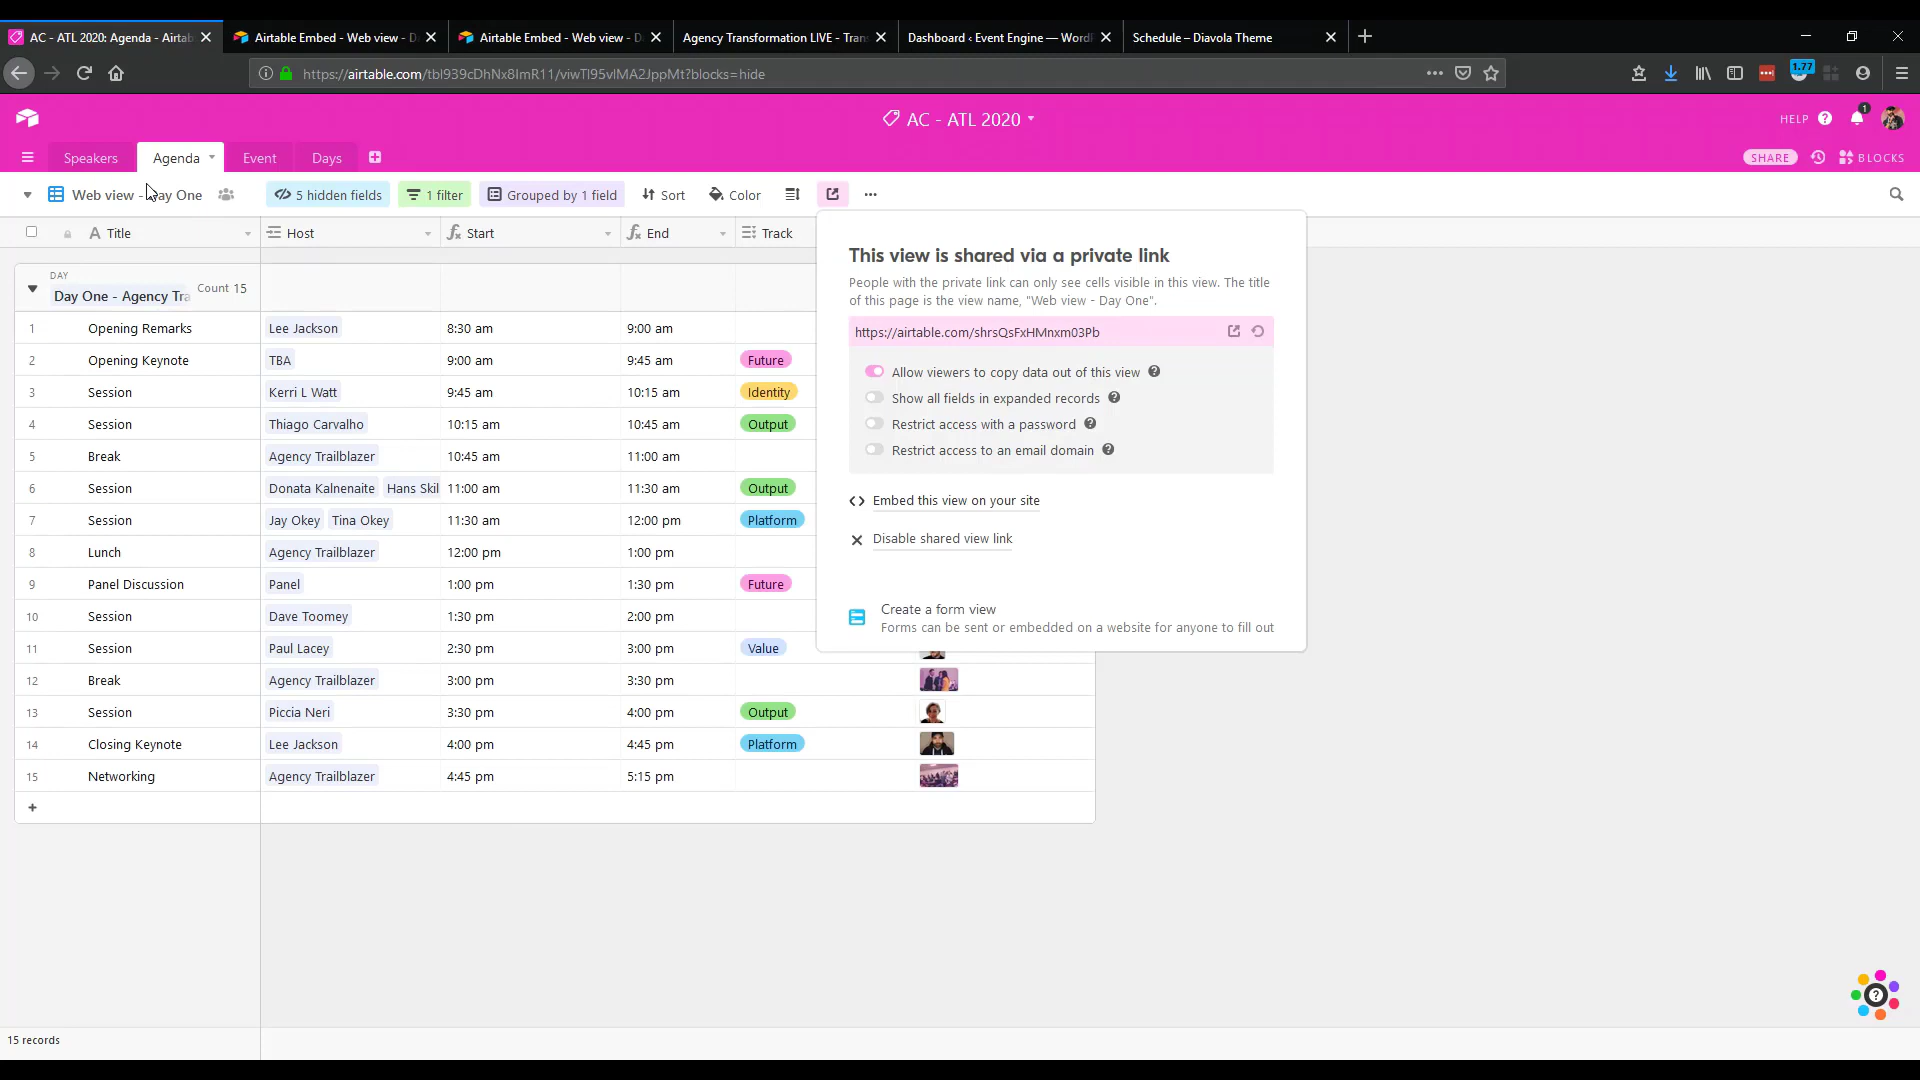 AC - ATL 2020: Agenda - Airtab
Airtable Embed - Web view - D
Airtable Embed - Web view - D
Agency Transformation LIVE - Tran
Dashboard ‹ Event Engine — Word
Schedule – Diavola Theme
https://airtable.com/tbl939cDhNx8ImR11/viwTl95vlMA2JppMt?blocks=hide
1.77
AC - ATL 2020
HELP
1
Speakers
Agenda
Event
Days
SHARE
BLOCKS
Web view - Day One
5 hidden fields
1 filter
Grouped by 1 field
Sort
Color
Title
Host
Start
End
Track
DAY
Day One - Agency Tra
Count 15
1 Opening Remarks Lee Jackson 8:30 am 9:00 am
2 Opening Keynote TBA 9:00 am 9:45 am Future
3 Session Kerri L Watt 9:45 am 10:15 am Identity
4 Session Thiago Carvalho 10:15 am 10:45 am Output
5 Break Agency Trailblazer 10:45 am 11:00 am
6 Session Donata Kalnenaite Hans Skil 11:00 am 11:30 am Output
7 Session Jay Okey Tina Okey 11:30 am 12:00 pm Platform
8 Lunch Agency Trailblazer 12:00 pm 1:00 pm
9 Panel Discussion Panel 1:00 pm 1:30 pm Future
10 Session Dave Toomey 1:30 pm 2:00 pm
11 Session Paul Lacey 2:30 pm 3:00 pm Value
12 Break Agency Trailblazer 3:00 pm 3:30 pm
13 Session Piccia Neri 3:30 pm 4:00 pm Output
14 Closing Keynote Lee Jackson 4:00 pm 4:45 pm Platform
15 Networking Agency Trailblazer 4:45 pm 5:15 pm
This view is shared via a private link
People with the private link can only see cells visible in this view. The title
of this page is the view name, "Web view - Day One".
https://airtable.com/shrsQsFxHMnxm03Pb
Allow viewers to copy data out of this view
Show all fields in expanded records
Restrict access with a password
Restrict access to an email domain
Embed this view on your site
Disable shared view link
Create a form view
Forms can be sent or embedded on a website for anyone to fill out
15 records